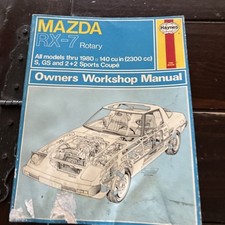 MAZDA
RX-7 Rotary
Haynes
All models thru 1980 □ 140 cu in (2300 cc)
S, GS and 2+2 Sports Coupé
Owners Workshop Manual